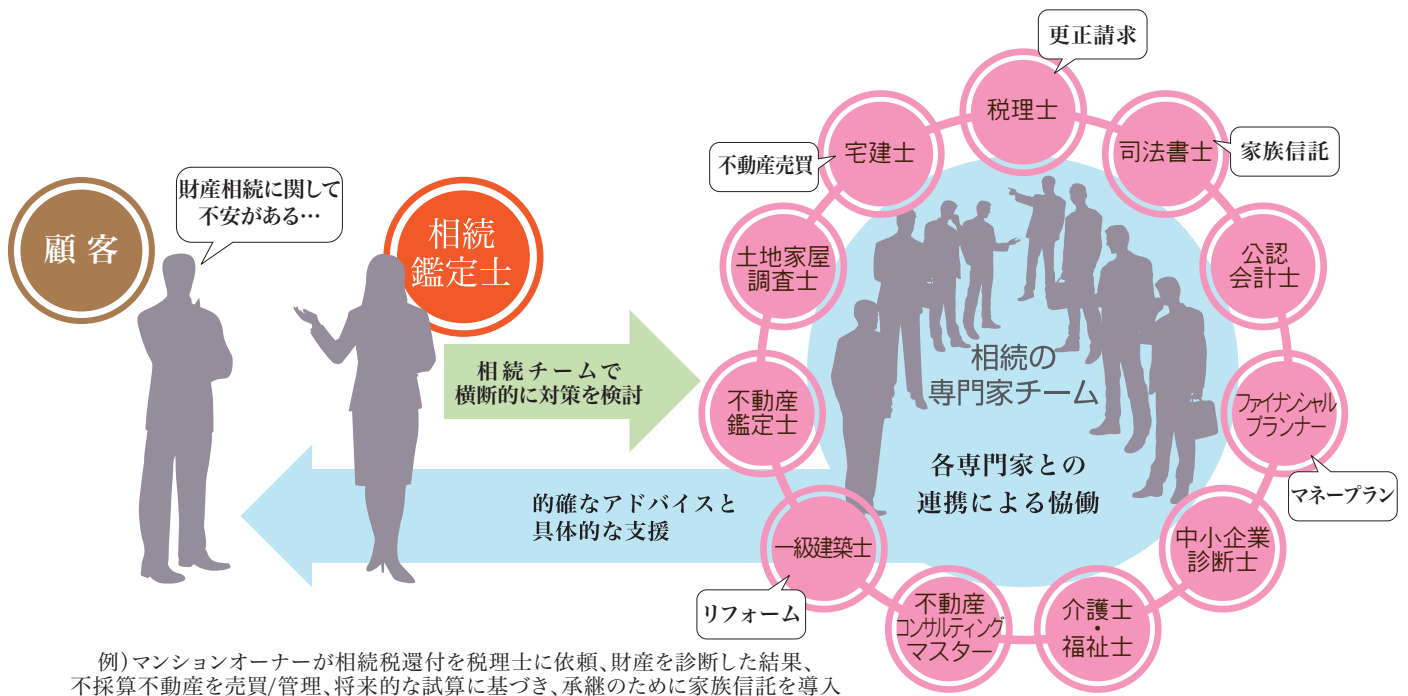 顧客
財産相続に関して
不安がある…
相続
鑑定士
相続チームで
横断的に対策を検討
的確なアドバイスと
具体的な支援
更正請求
税理士
宅建士
不動産売買
司法書士
家族信託
土地家屋
調査士
公認
会計士
不動産
鑑定士
ファイナンシャル
プランナー
マネープラン
一級建築士
リフォーム
中小企業
診断士
不動産
コンサルティング
マスター
介護士
・
福祉士
相続の
専門家チーム
各専門家との
連携による協働
例)マンションオーナーが相続税還付を税理士に依頼、財産を診断した結果、
不採算不動産を売買/管理、将来的な試算に基づき、承継のために家族信託を導入